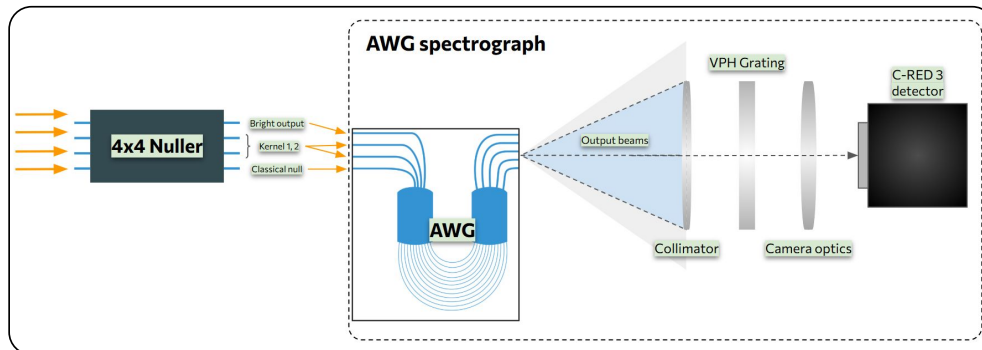 AWG spectrograph
VPH Grating
C-RED 3
detector
Bright output
4x4 Nuller
Kernel 1, 2
Output beams
Classical null
AWG
Collimator
Camera optics